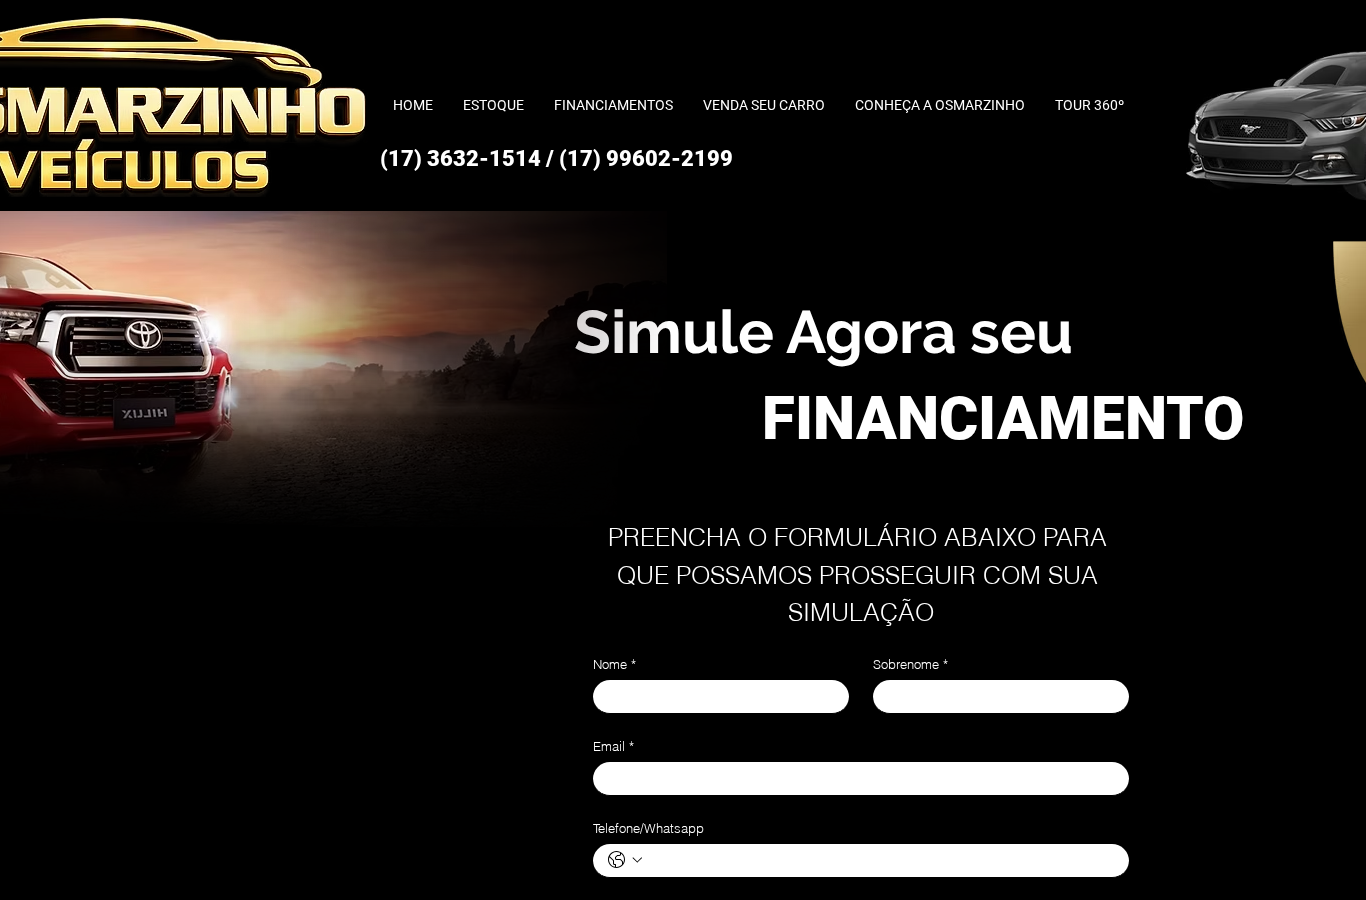 SMARZINHO
VEÍCULOS
HOME ESTOQUE FINANCIAMENTOS VENDA SEU CARRO CONHEÇA A OSMARZINHO TOUR 360º
(17) 3632-1514 / (17) 99602-2199
HILUX
Simule Agora seu
FINANCIAMENTO
PREENCHA O FORMULÁRIO ABAIXO PARA
QUE POSSAMOS PROSSEGUIR COM SUA
SIMULAÇÃO
Nome * Sobrenome *
Email *
Telefone/Whatsapp